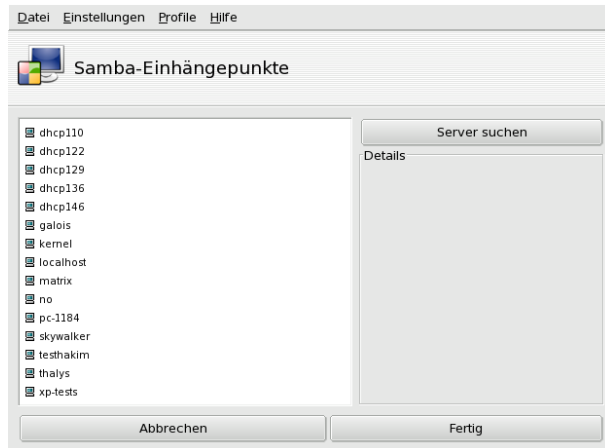 Datei Einstellungen Profile Hilfe
Samba-Einhängepunkte
dhcp110
dhcp122
dhcp129
dhcp136
dhcp146
galois
kernel
localhost
matrix
no
pc-1184
skywalker
testhakim
thalys
xp-tests
Server suchen
Details
Abbrechen Fertig